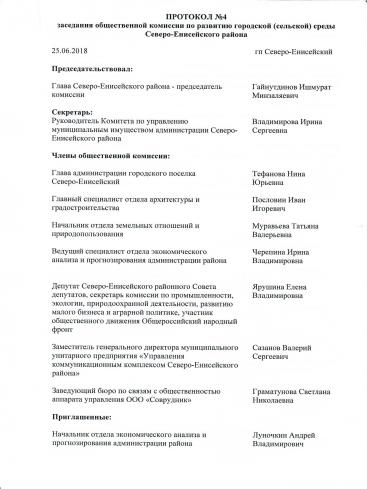 ПРОТОКОЛ №4
заседания общественной комиссии по развитию городской (сельской) среды
Северо-Енисейского района
25.06.2018 гп Северо-Енисейский
Председательствовал:
Глава Северо-Енисейского района - председатель Гайнутдинов Ишмурат
комиссии Минзаляевич
Секретарь:
Руководитель Комитета по управлению Владимирова Ирина
муниципальным имуществом администрации Северо- Сергеевна
Енисейского района
Члены общественной комиссии:
Глава администрации городского поселка Тефанова Нина
Северо-Енисейский Юрьевна
Главный специалист отдела архитектуры и Пословин Иван
градостроительства Игоревич
Начальник отдела земельных отношений и Муравьева Татьяна
природопользования Валерьевна
Ведущий специалист отдела экономического Черепина Ирина
анализа и прогнозирования администрации района Владимировна
Депутат Северо-Енисейского районного Совета Ярушина Елена
депутатов, секретарь комиссии по промышленности, Владимировна
экологии, природоохранной деятельности, развитию
малого бизнеса и аграрной политике, участник
общественного движения Общероссийский народный
фронт
Заместитель генерального директора муниципального Сазанов Валерий
унитарного предприятия «Управления Сергеевич
коммуникационным комплексом Северо-Енисейского
района»
Заведующий бюро по связям с общественностью Граматунова Светлана
аппарата управления ООО «Соврудник» Николаевна
Приглашенные:
Начальник отдела экономического анализа и Луночкин Андрей
прогнозирования администрации района Владимирович